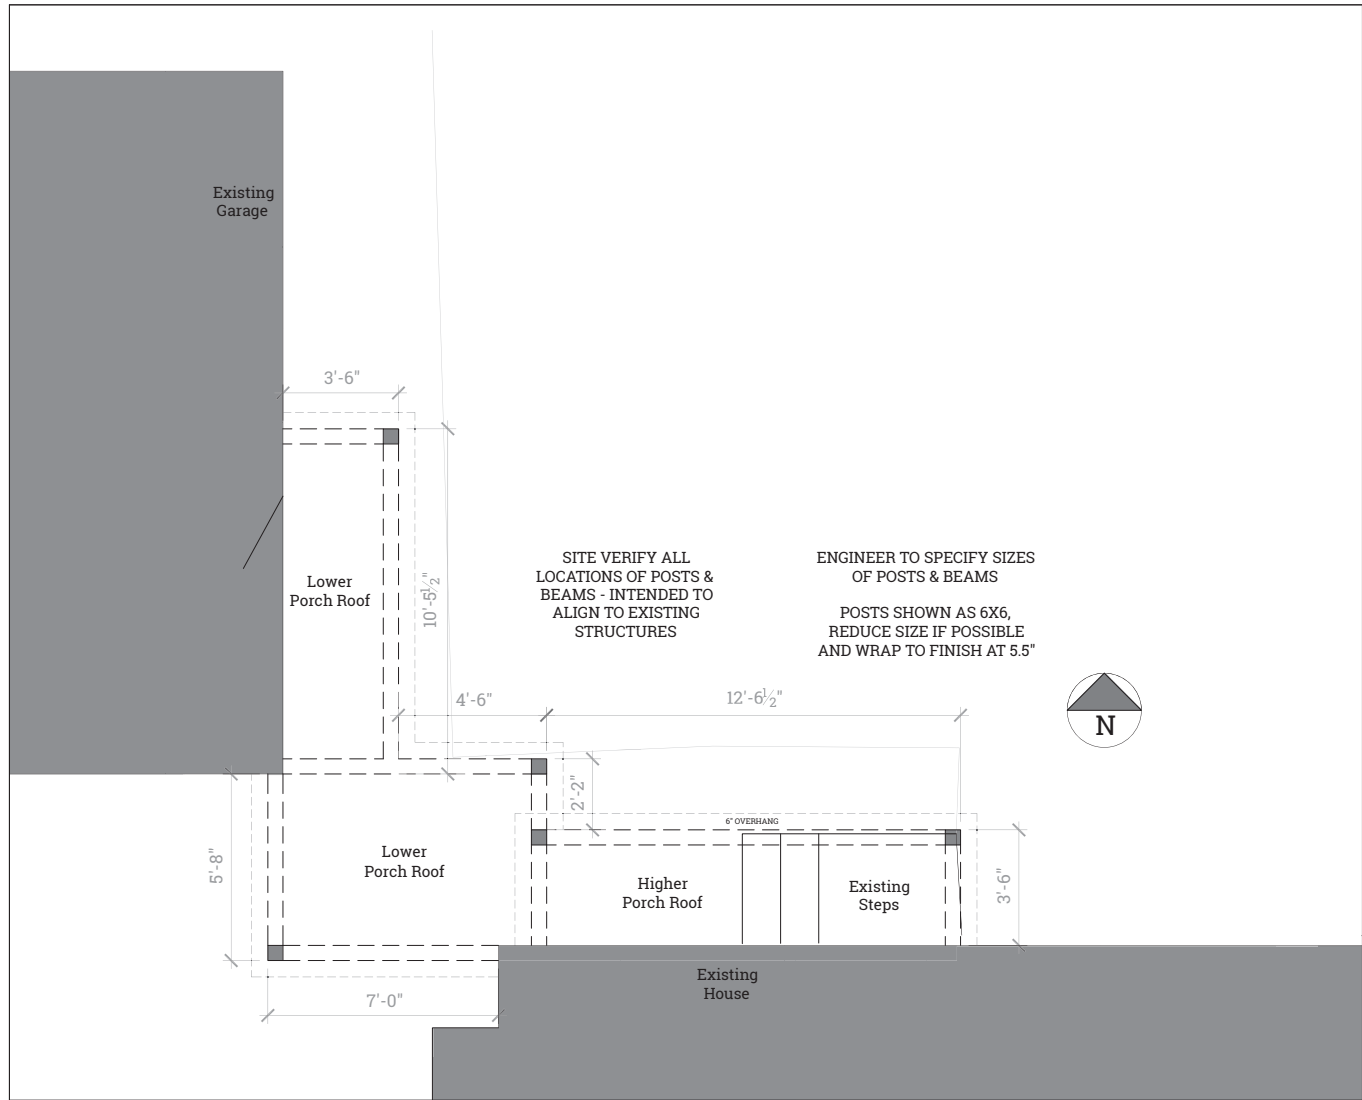 Existing
Garage
3'-6"
Lower
Porch Roof
10'-5½"
SITE VERIFY ALL
LOCATIONS OF POSTS &
BEAMS - INTENDED TO
ALIGN TO EXISTING
STRUCTURES
ENGINEER TO SPECIFY SIZES
OF POSTS & BEAMS
POSTS SHOWN AS 6X6,
REDUCE SIZE IF POSSIBLE
AND WRAP TO FINISH AT 5.5"
4'-6"
12'-6½"
N
2'-2"
6" OVERHANG
5'-8"
Lower
Porch Roof
Higher
Porch Roof
Existing
Steps
3'-6"
Existing
House
7'-0"